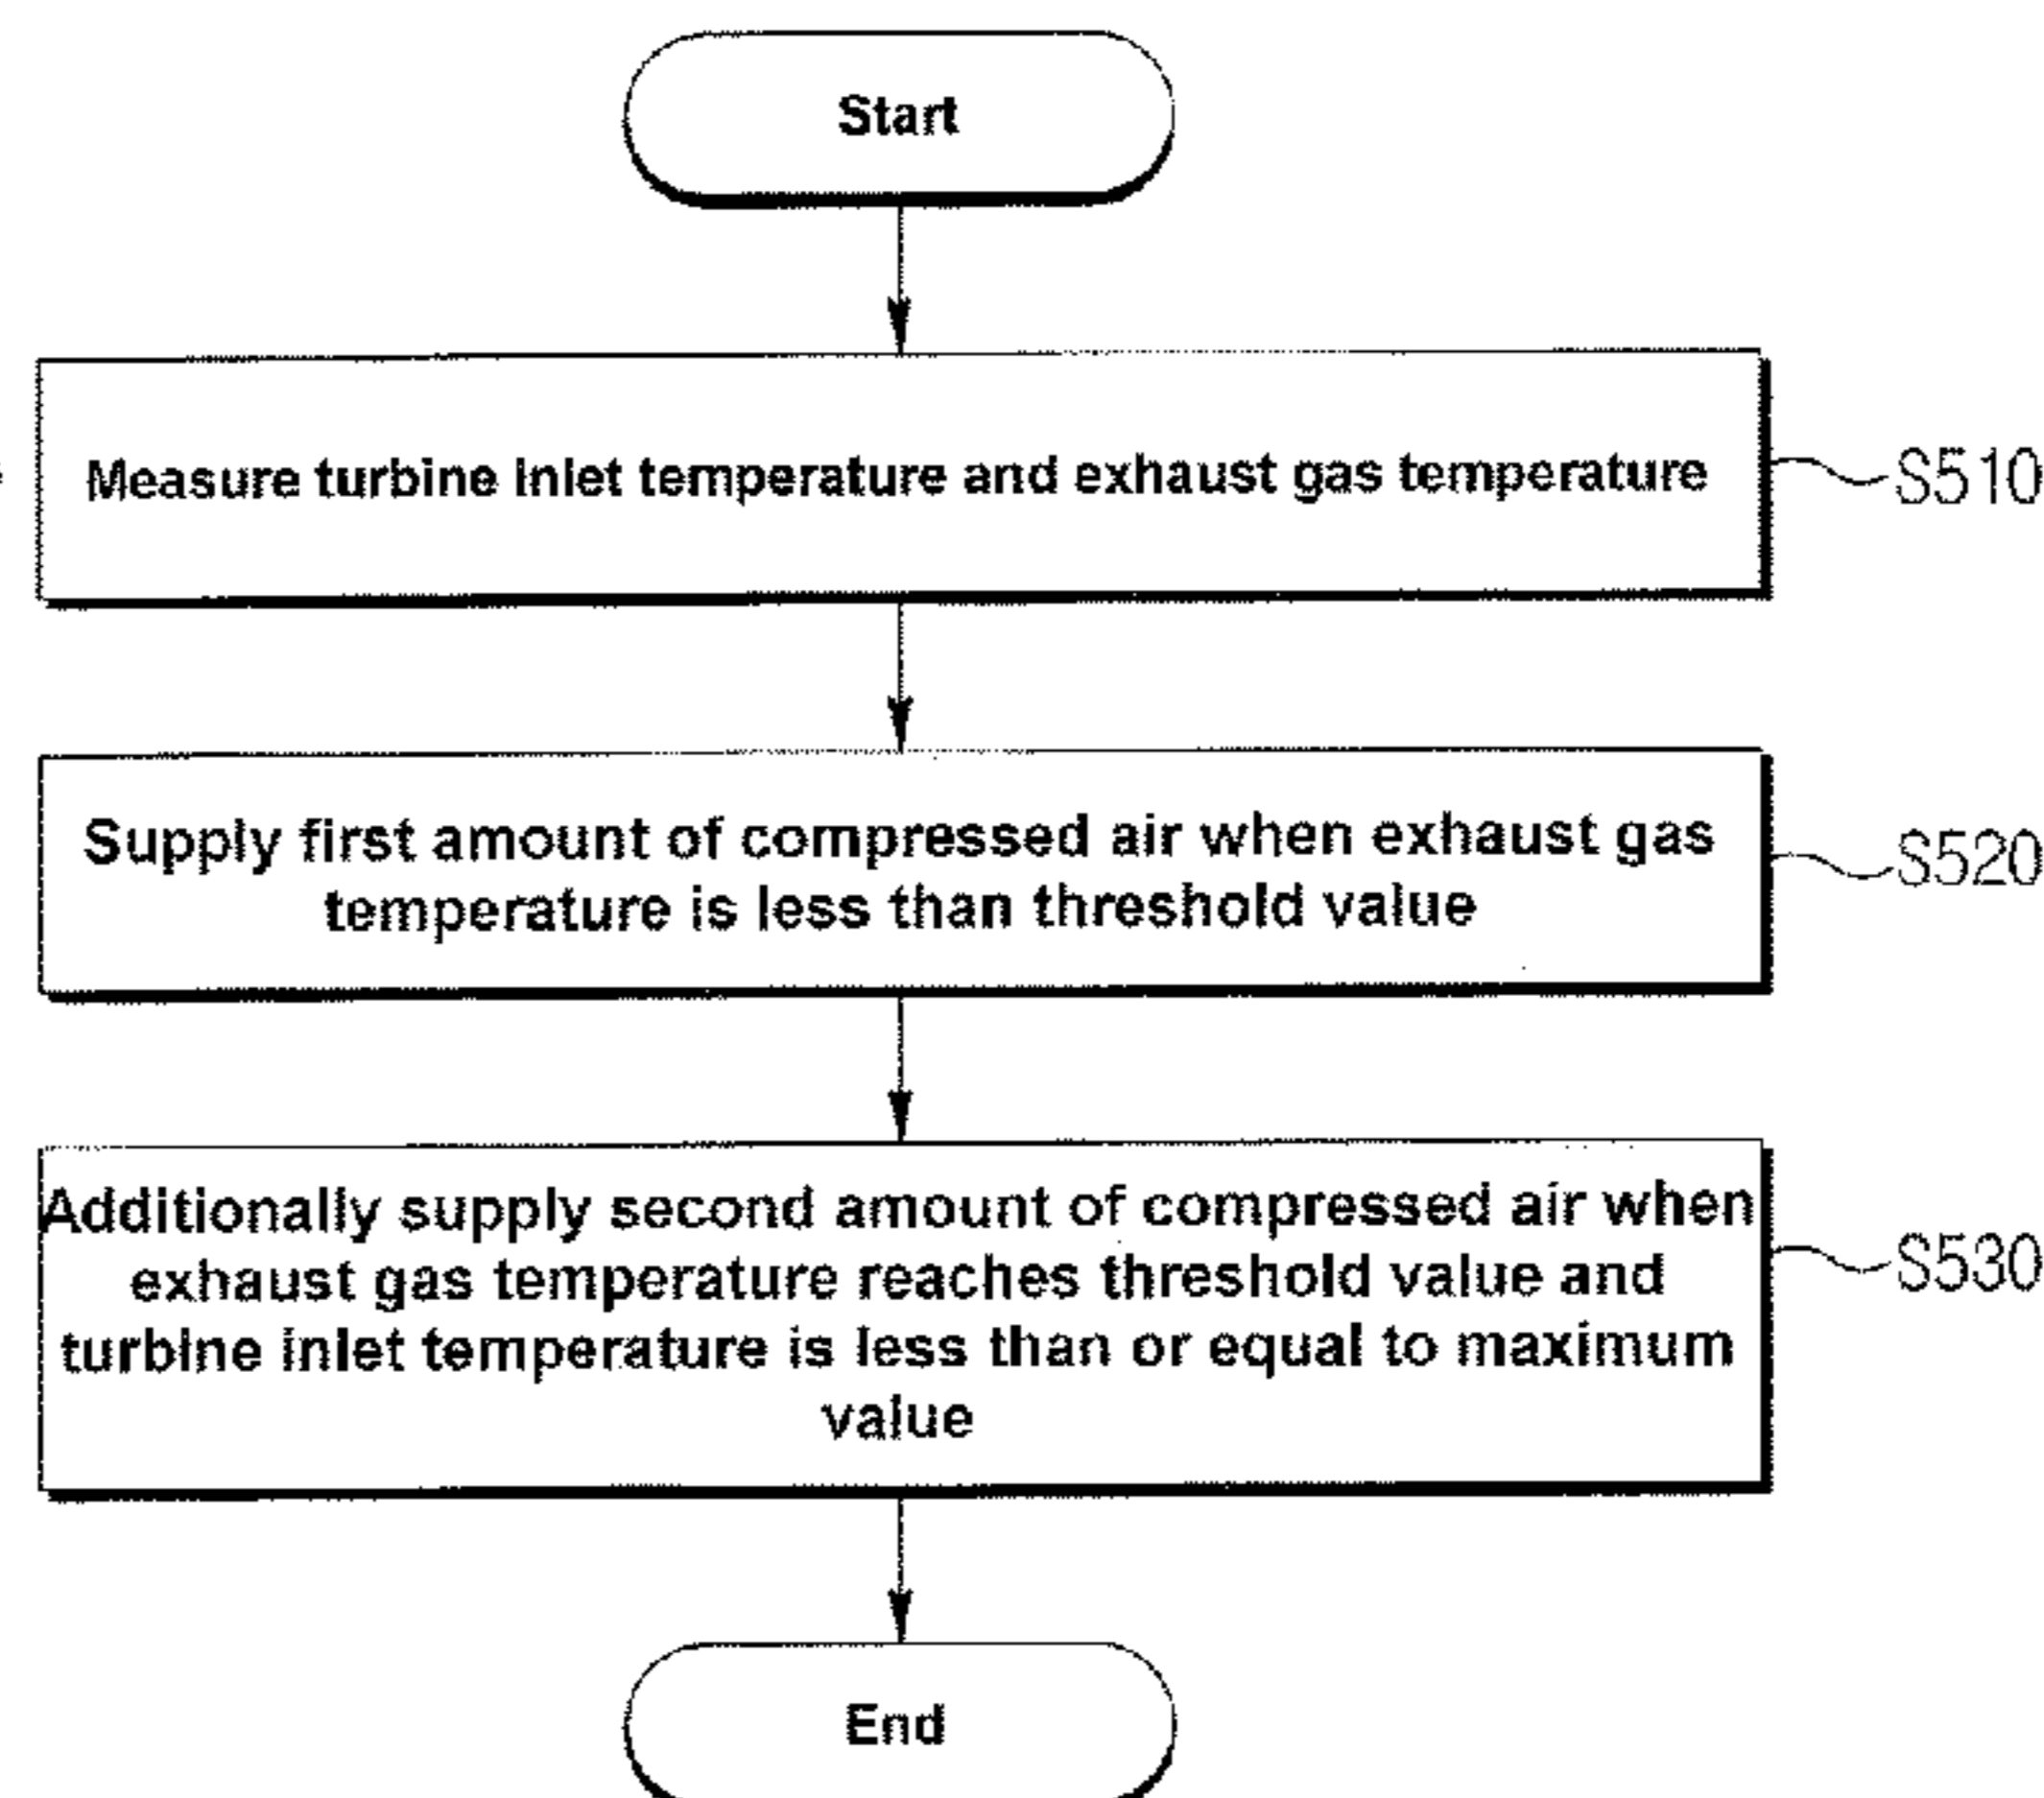 Start
Measure turbine inlet temperature and exhaust gas temperature
S510
Supply first amount of compressed air when exhaust gas
temperature is less than threshold value
S520
Additionally supply second amount of compressed air when
exhaust gas temperature reaches threshold value and
turbine inlet temperature is less than or equal to maximum
value
S530
End